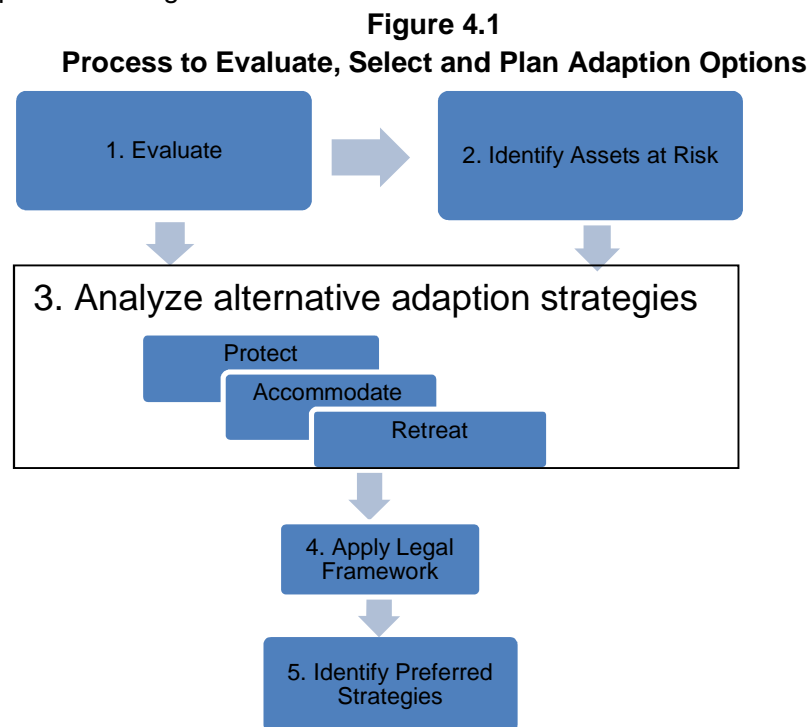 Figure 4.1
Process to Evaluate, Select and Plan Adaption Options
1. Evaluate
2. Identify Assets at Risk
3. Analyze alternative adaption strategies
Protect
Accommodate
Retreat
4. Apply Legal
Framework
5. Identify Preferred
Strategies